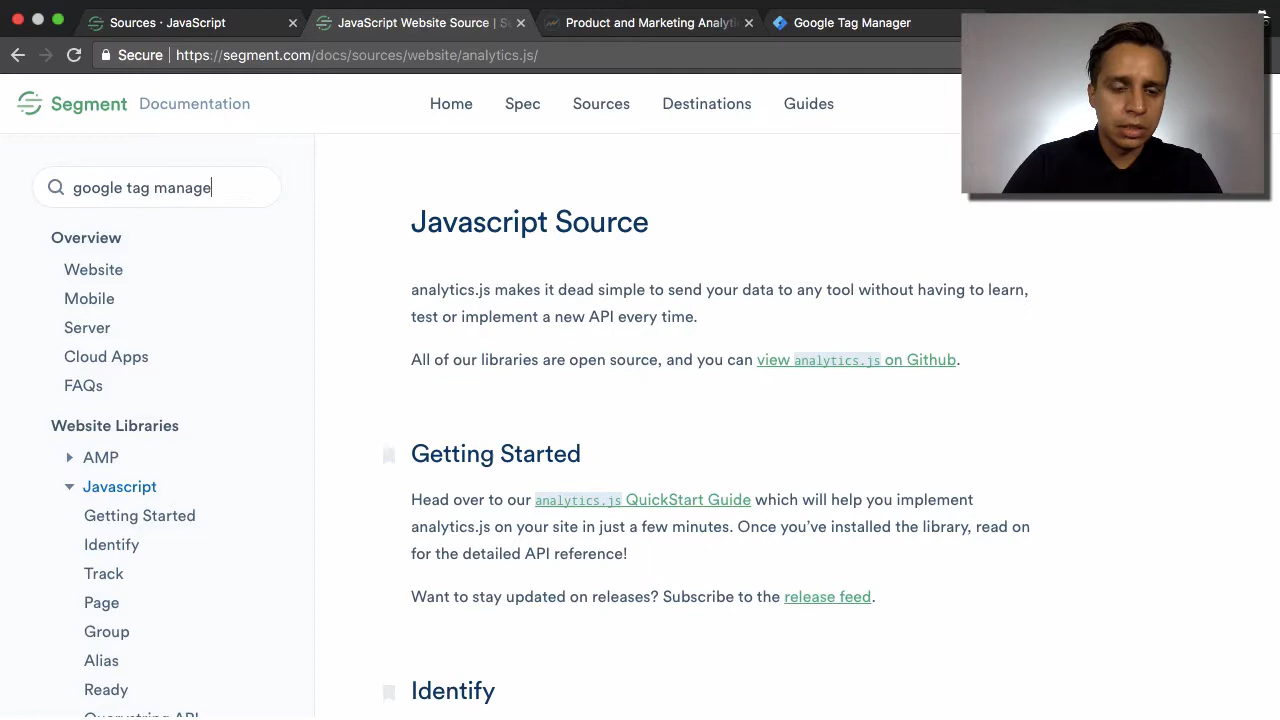 Sources · JavaScript
JavaScript Website Source | S
Product and Marketing Analyti
Google Tag Manager
Secure | https://segment.com/docs/sources/website/analytics.js/
Segment Documentation
Home Spec Sources Destinations Guides
google tag manage
Overview
Website
Mobile
Server
Cloud Apps
FAQs
Website Libraries
AMP
Javascript
Getting Started
Identify
Track
Page
Group
Alias
Ready
Querystring API
Javascript Source
analytics.js makes it dead simple to send your data to any tool without having to learn,
test or implement a new API every time.
All of our libraries are open source, and you can view analytics.js on Github.
Getting Started
Head over to our analytics.js QuickStart Guide which will help you implement
analytics.js on your site in just a few minutes. Once you’ve installed the library, read on
for the detailed API reference!
Want to stay updated on releases? Subscribe to the release feed.
Identify